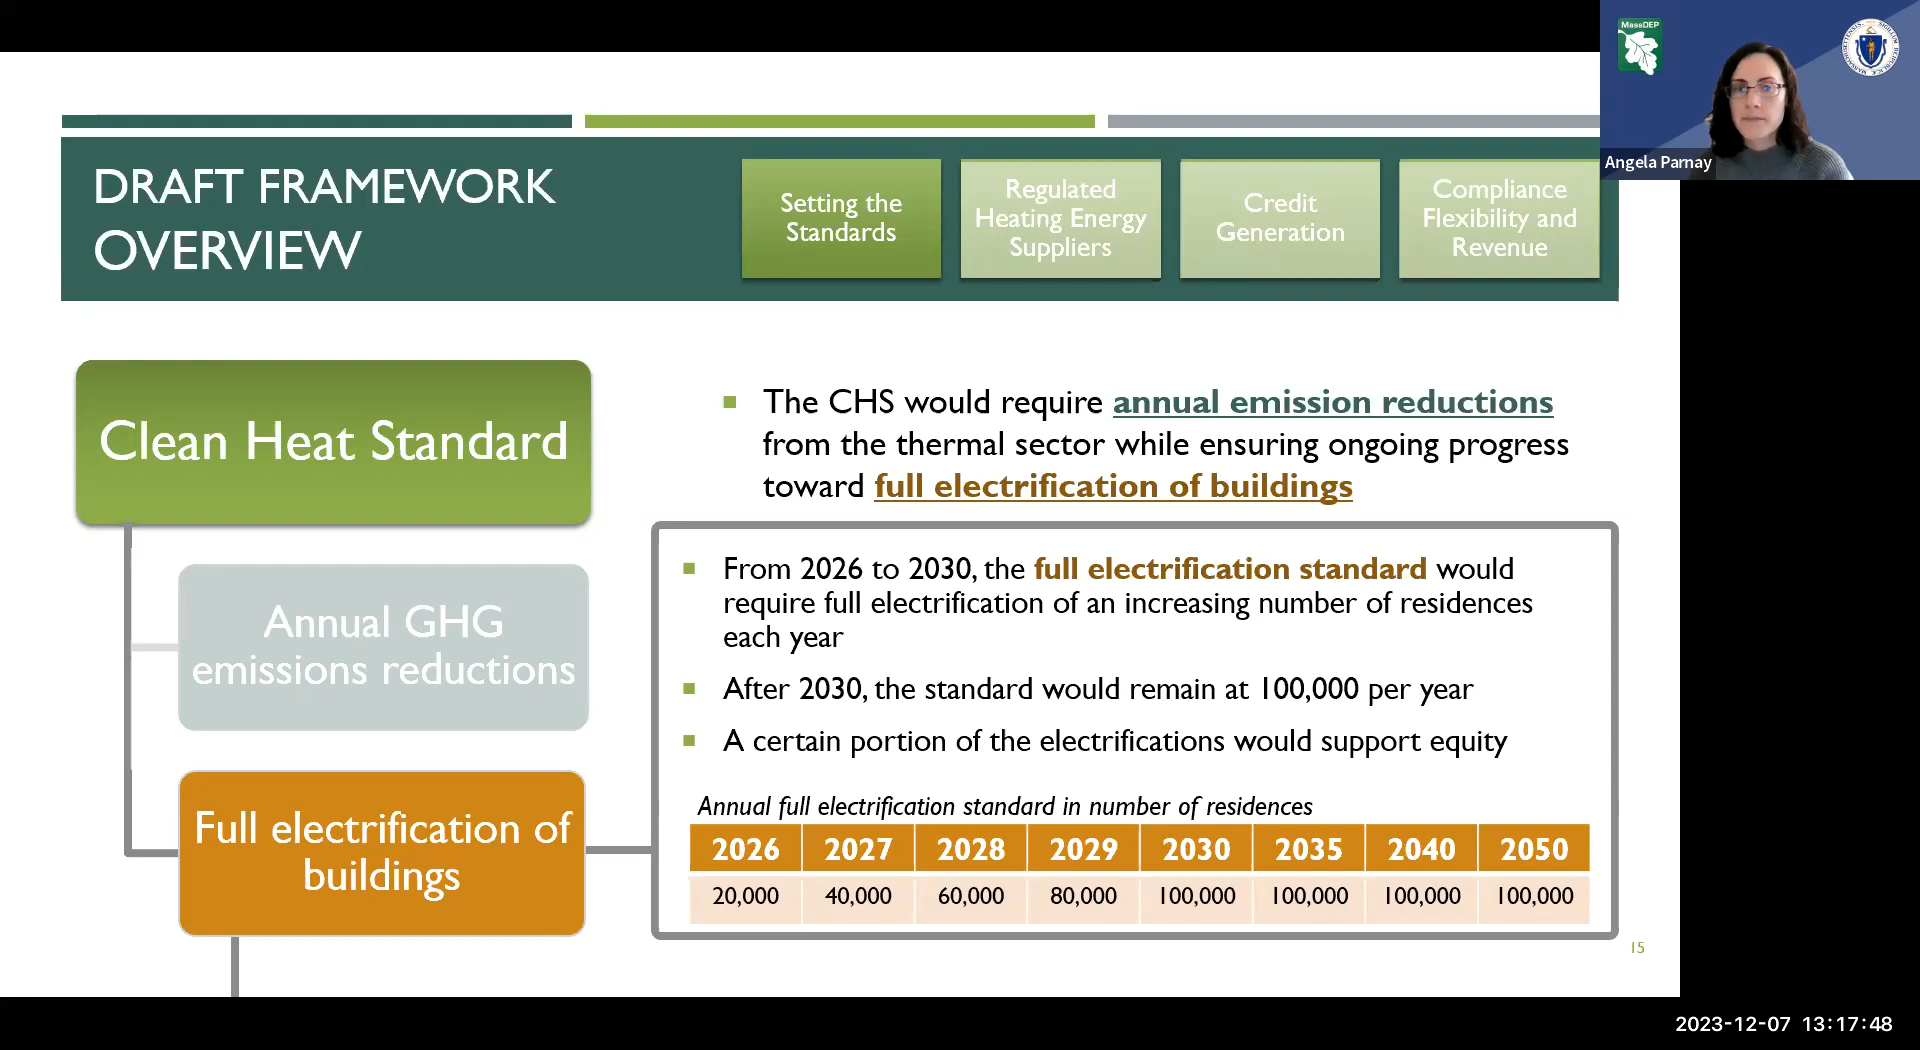 MassDEP
Angela Parnay
DRAFT FRAMEWORK
OVERVIEW
Setting the
Standards
Regulated
Heating Energy
Suppliers
Credit
Generation
Compliance
Flexibility and
Revenue
Clean Heat Standard
Annual GHG
emissions reductions
Full electrification of
buildings
▪ The CHS would require annual emission reductions
from the thermal sector while ensuring ongoing progress
toward full electrification of buildings
▪ From 2026 to 2030, the full electrification standard would
require full electrification of an increasing number of residences
each year
▪ After 2030, the standard would remain at 100,000 per year
▪ A certain portion of the electrifications would support equity
Annual full electrification standard in number of residences
2026 2027 2028 2029 2030 2035 2040 2050
20,000 40,000 60,000 80,000 100,000 100,000 100,000 100,000
15
2023-12-07 13:17:48